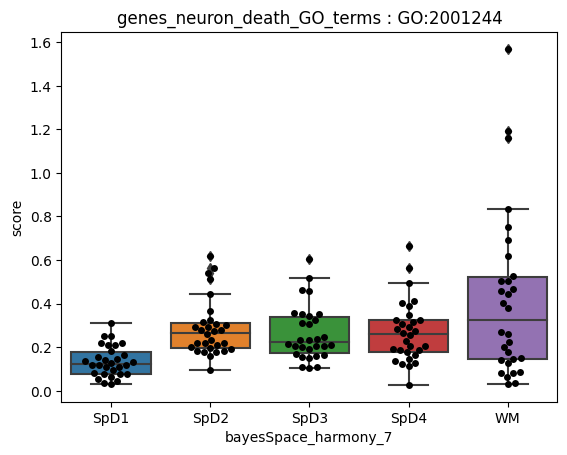 genes_neuron_death_GO_terms : GO:2001244
score
1.6
1.4
1.2
1.0
0.8
0.6
0.4
0.2
0.0
SpD1 SpD2 SpD3 SpD4 WM
bayesSpace_harmony_7